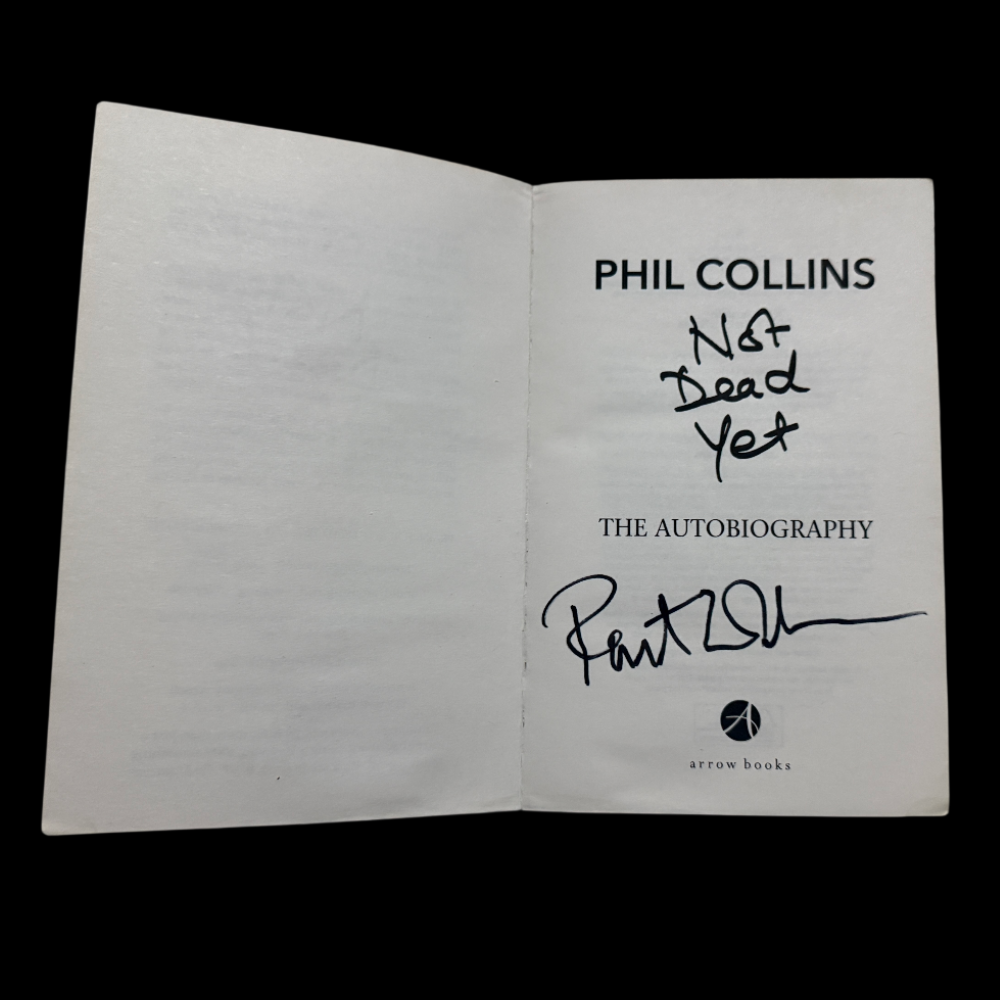 PHIL COLLINS
Not
Dead
Yet
THE AUTOBIOGRAPHY
arrow books